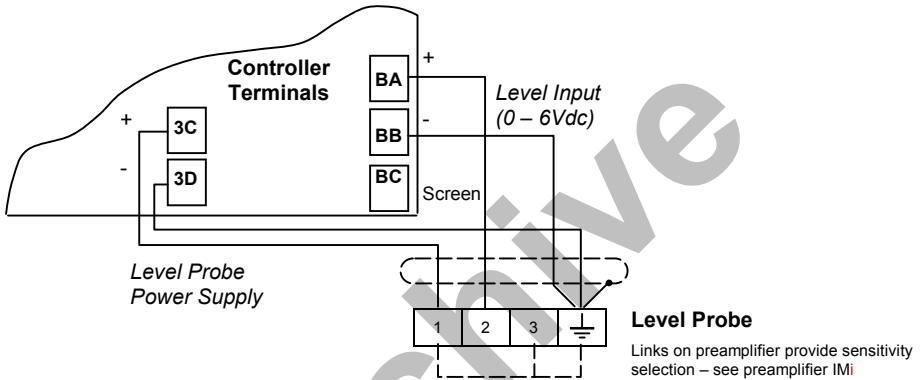 Controller
Terminals
+
BA
Level Input
(0 – 6Vdc)
+
3C
-
BB
-
3D
BC
Screen
Level Probe
Power Supply
1
2
3
Level Probe
Links on preamplifier provide sensitivity
selection – see preamplifier IMi
chive